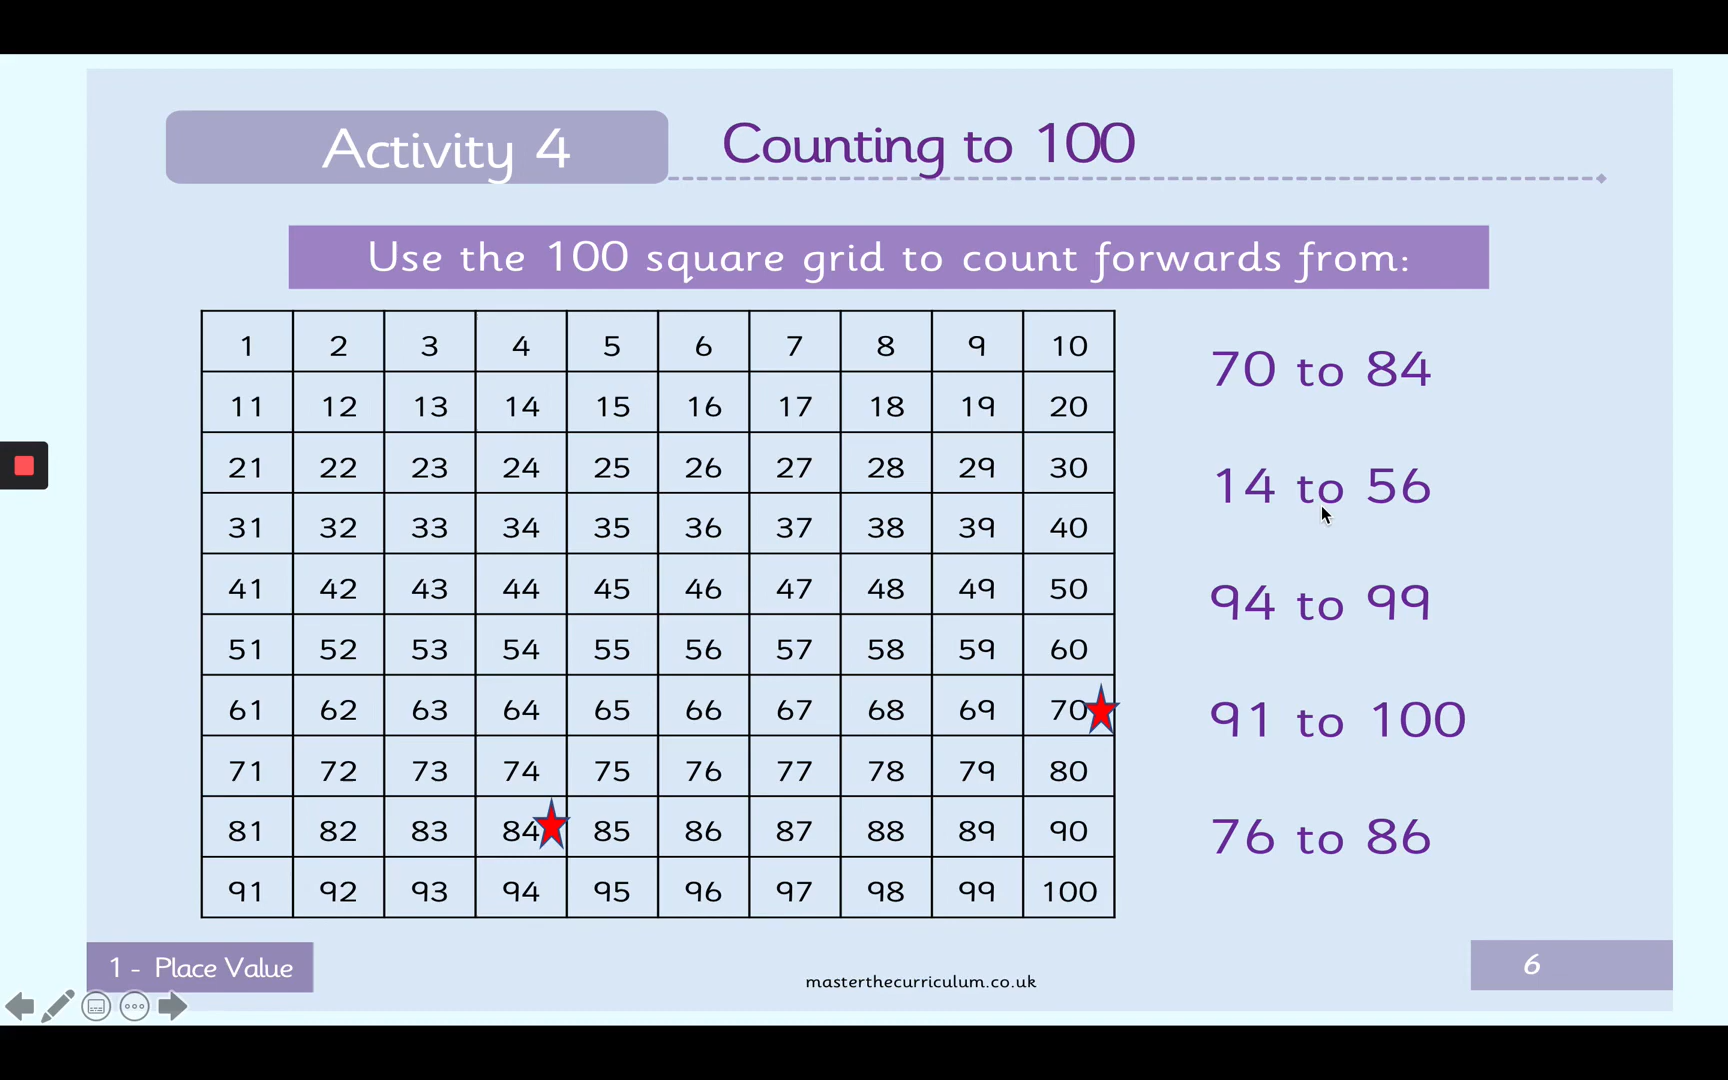 Activity 4
Counting to 100
Use the 100 square grid to count forwards from:
1 2 3 4 5 6 7 8 9 10
11 12 13 14 15 16 17 18 19 20
21 22 23 24 25 26 27 28 29 30
31 32 33 34 35 36 37 38 39 40
41 42 43 44 45 46 47 48 49 50
51 52 53 54 55 56 57 58 59 60
61 62 63 64 65 66 67 68 69 70
71 72 73 74 75 76 77 78 79 80
81 82 83 84 85 86 87 88 89 90
91 92 93 94 95 96 97 98 99 100
70 to 84
14 to 56
94 to 99
91 to 100
76 to 86
1 - Place Value
masterthecurriculum.co.uk
6